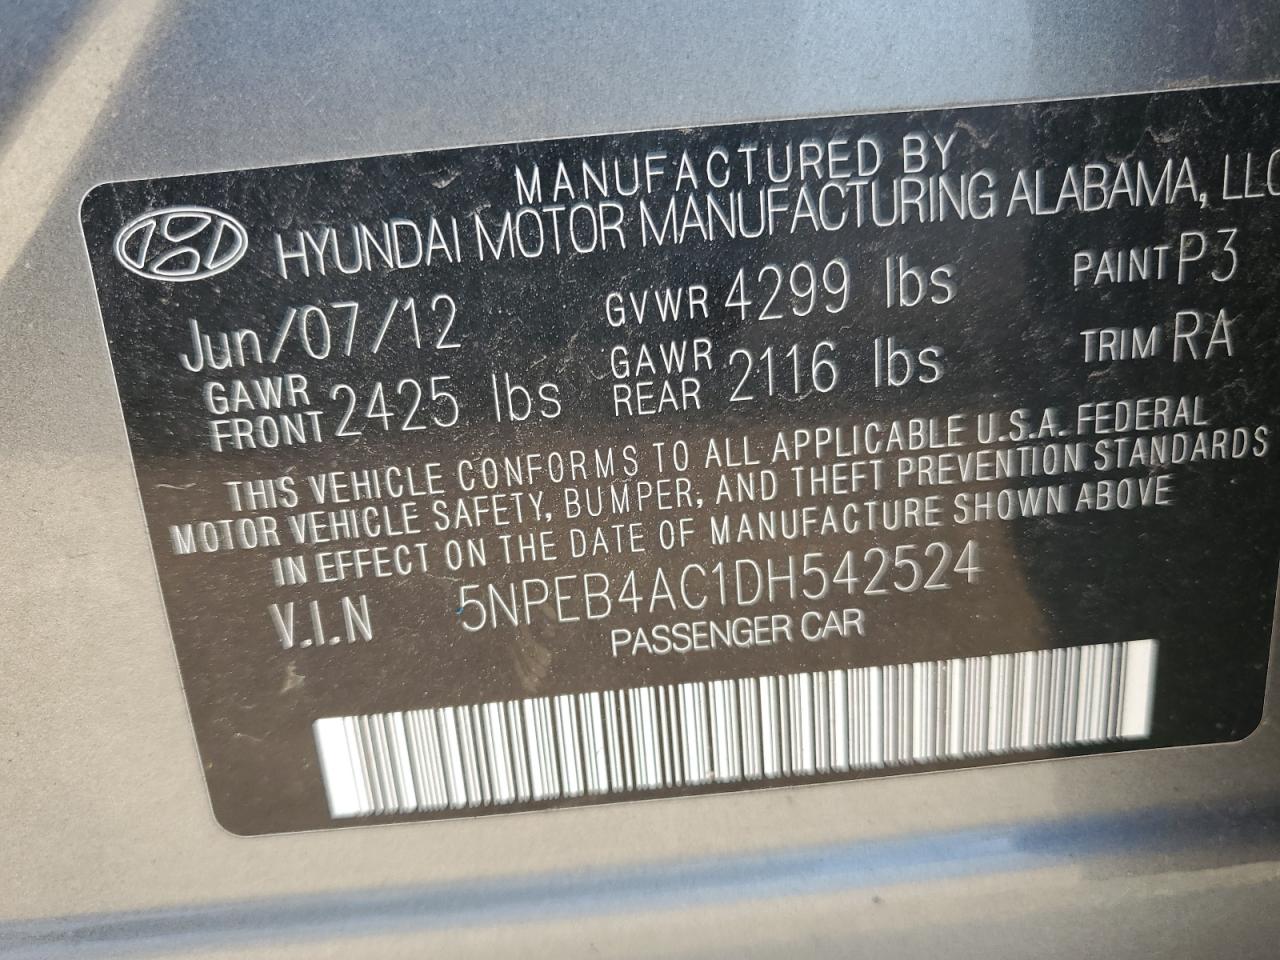 MANUFACTURED BY
HYUNDAI MOTOR MANUFACTURING ALABAMA, LLC
Jun/07/12 GVWR 4299 lbs PAINT P3
GAWR FRONT 2425 lbs GAWR REAR 2116 lbs TRIM RA
THIS VEHICLE CONFORMS TO ALL APPLICABLE U.S.A. FEDERAL
MOTOR VEHICLE SAFETY, BUMPER, AND THEFT PREVENTION STANDARDS
IN EFFECT ON THE DATE OF MANUFACTURE SHOWN ABOVE
V.I.N 5NPEB4AC1DH542524
PASSENGER CAR